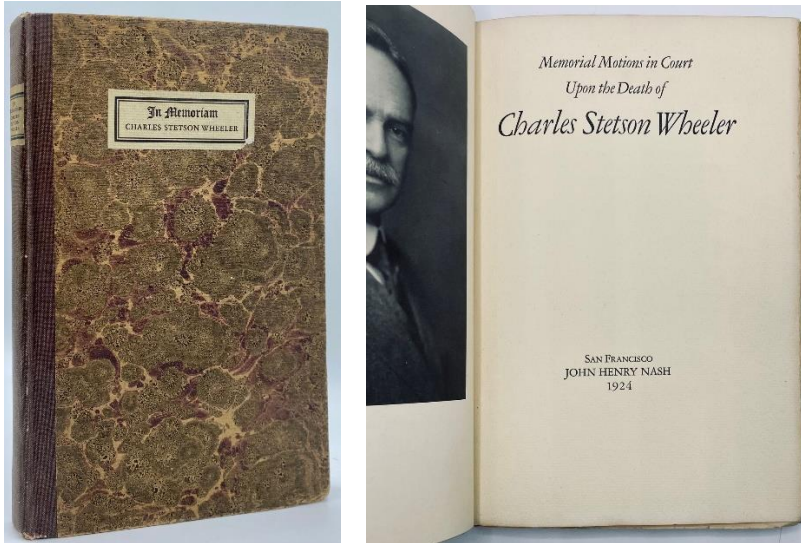 In Memoriam
CHARLES STETSON WHEELER
Memorial Motions in Court
Upon the Death of
Charles Stetson Wheeler
SAN FRANCISCO
JOHN HENRY NASH
1924